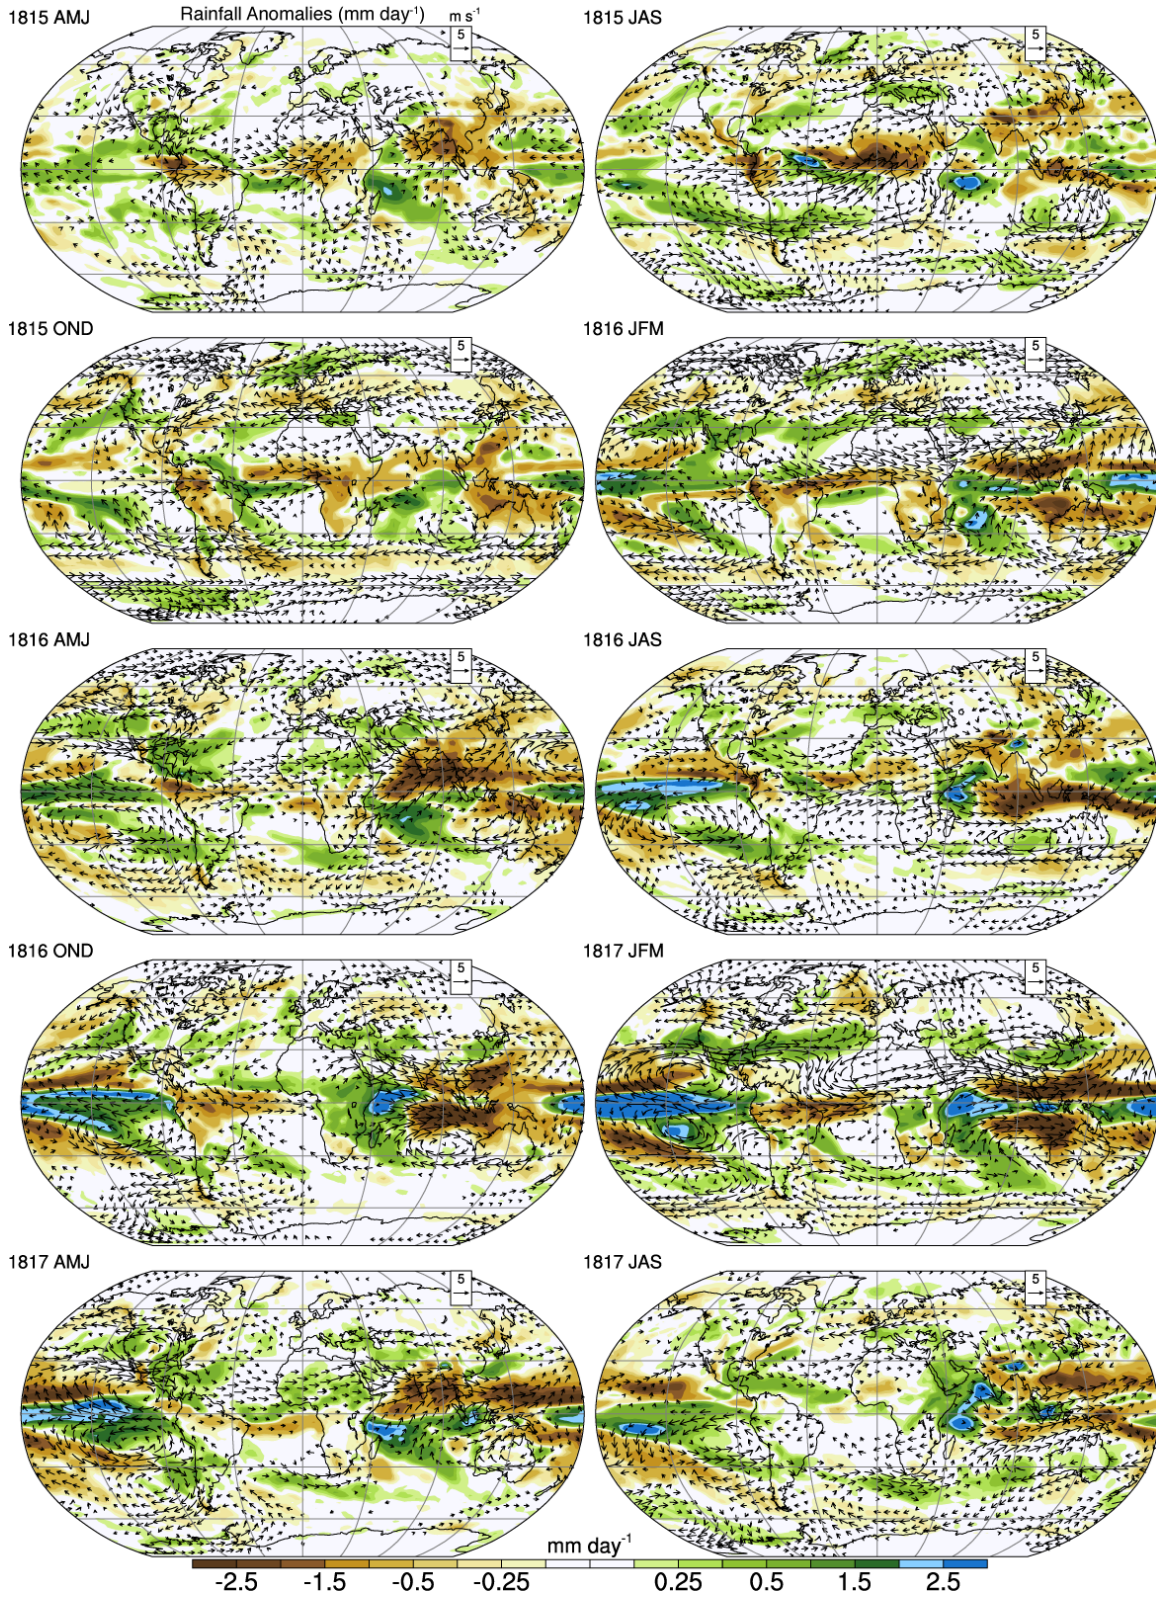 1815 AMJ
Rainfall Anomalies (mm day-1)
m s-1
5
1815 JAS
5
1815 OND
5
1816 JFM
5
1816 AMJ
5
1816 JAS
5
1816 OND
5
1817 JFM
5
1817 AMJ
5
1817 JAS
5
mm day-1
-2.5 -1.5 -0.5 -0.25 0.25 0.5 1.5 2.5